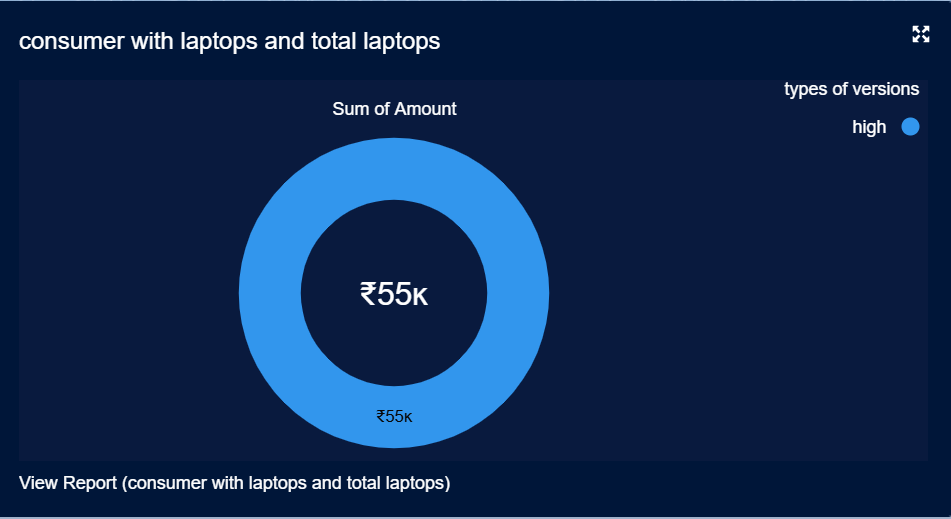 consumer with laptops and total laptops
types of versions
Sum of Amount
high
₹55K
₹55K
View Report (consumer with laptops and total laptops)